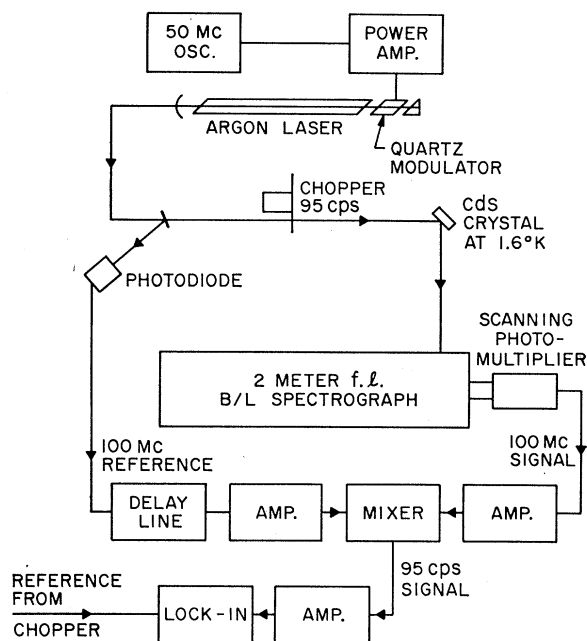 50 Mc
OSC.
POWER
AMP.
ARGON LASER
QUARTZ
MODULATOR
CHOPPER
95 cps
cds
CRYSTAL
AT 1.6°K
PHOTODIODE
SCANNING
PHOTO-
MULTIPLIER
2 METER f.l.
B/L SPECTROGRAPH
100 Mc
REFERENCE
100 Mc
SIGNAL
DELAY
LINE
AMP.
MIXER
AMP.
95 cps
SIGNAL
REFERENCE
FROM
CHOPPER
LOCK-IN
AMP.